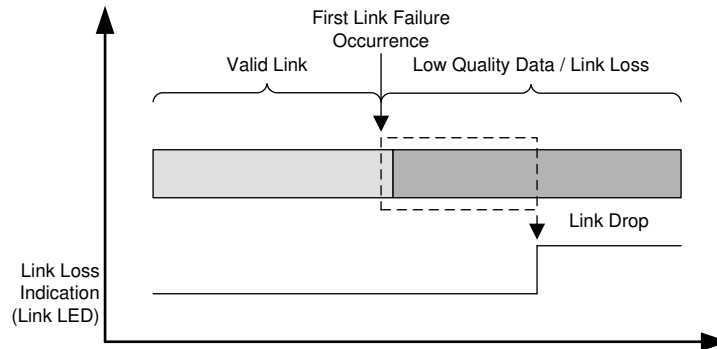 First Link Failure
Occurrence
Valid Link
Low Quality Data / Link Loss
Link Drop
Link Loss
Indication
(Link LED)